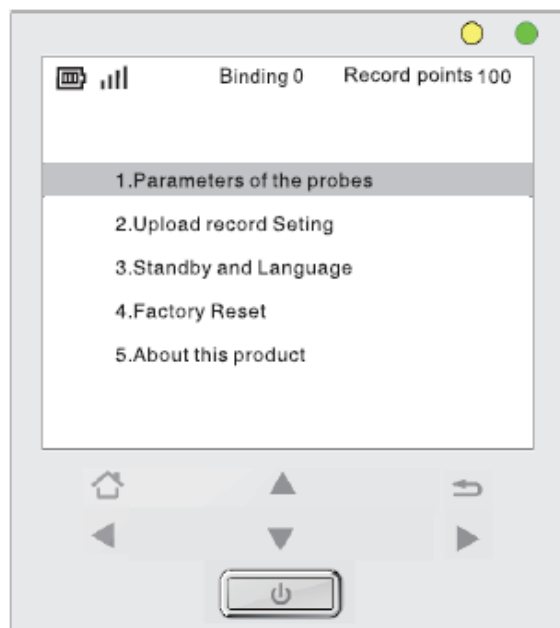 Binding 0 Record points 100
1.Parameters of the probes
2.Upload record Seting
3.Standby and Language
4.Factory Reset
5.About this product